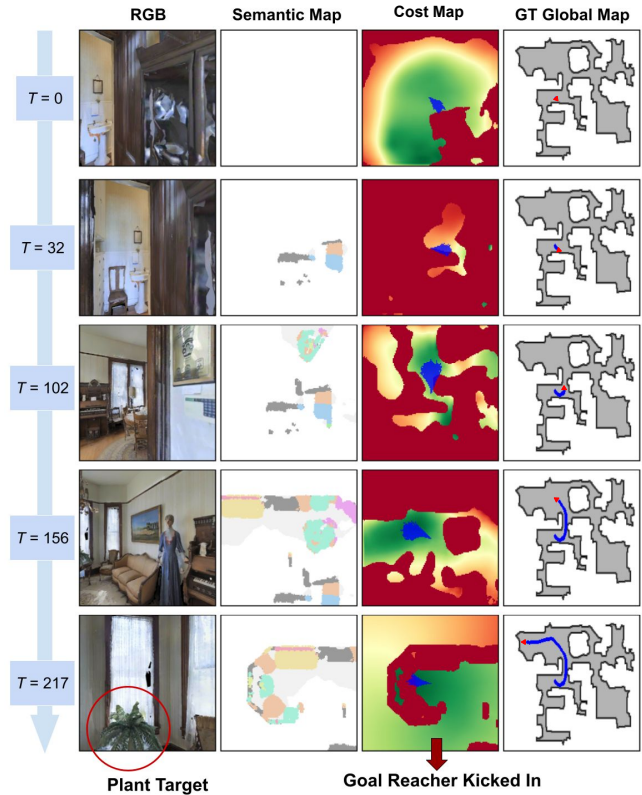 RGB
Semantic Map
Cost Map
GT Global Map
T = 0
T = 32
T = 102
T = 156
T = 217
Plant Target
Goal Reacher Kicked In